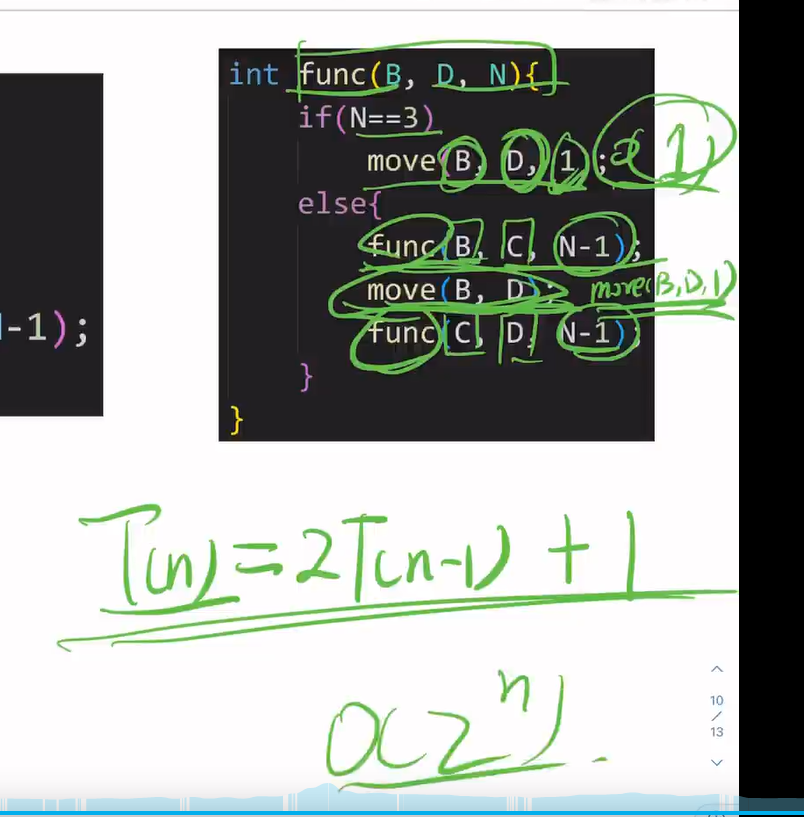 int func(B, D, N){
if(N==3)
move(B, D, 1 ; 1)
else{
func(B, C, N-1);
move(B, D); move(B,D,1)
-1);
func(C, D, N-1);
}
}
T(n)=2T(n-1)+1
O(2ⁿ).
10
/
13